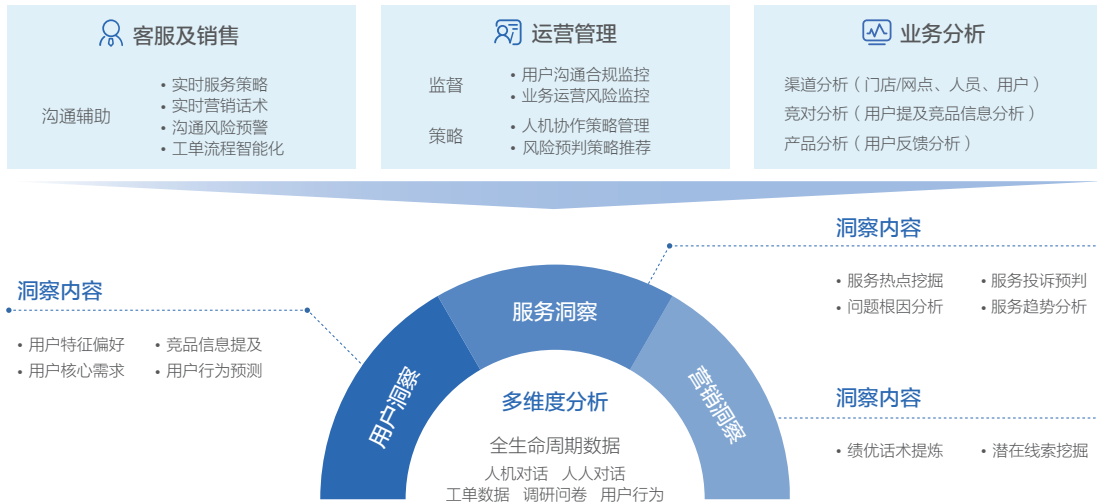 客服及销售
沟通辅助
• 实时服务策略
• 实时营销话术
• 沟通风险预警
• 工单流程智能化
运营管理
监督
• 用户沟通合规监控
• 业务运营风险监控
策略
• 人机协作策略管理
• 风险预判策略推荐
业务分析
渠道分析（门店/网点、人员、用户）
竞对分析（用户提及竞品信息分析）
产品分析（用户反馈分析）
洞察内容
• 用户特征偏好 • 竞品信息提及
• 用户核心需求 • 用户行为预测
用户洞察
服务洞察
营销洞察
洞察内容
• 服务热点挖掘 • 服务投诉预判
• 问题根因分析 • 服务趋势分析
洞察内容
• 绩优话术提炼 • 潜在线索挖掘
多维度分析
全生命周期数据
人机对话 人人对话
工单数据 调研问卷 用户行为